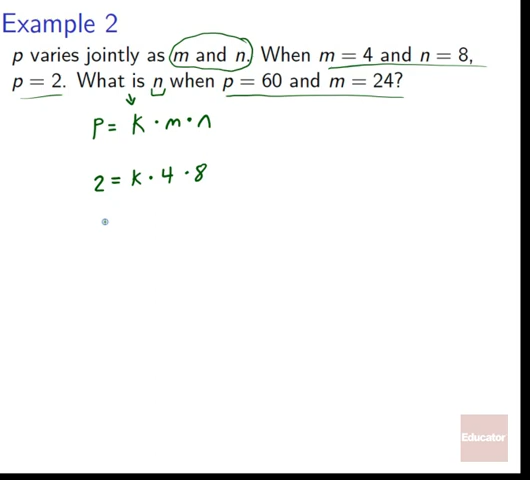 Example 2
p varies jointly as m and n. When m = 4 and n = 8,
p = 2. What is n when p = 60 and m = 24?
P = K · m · n
2 = K · 4 · 8
Educator